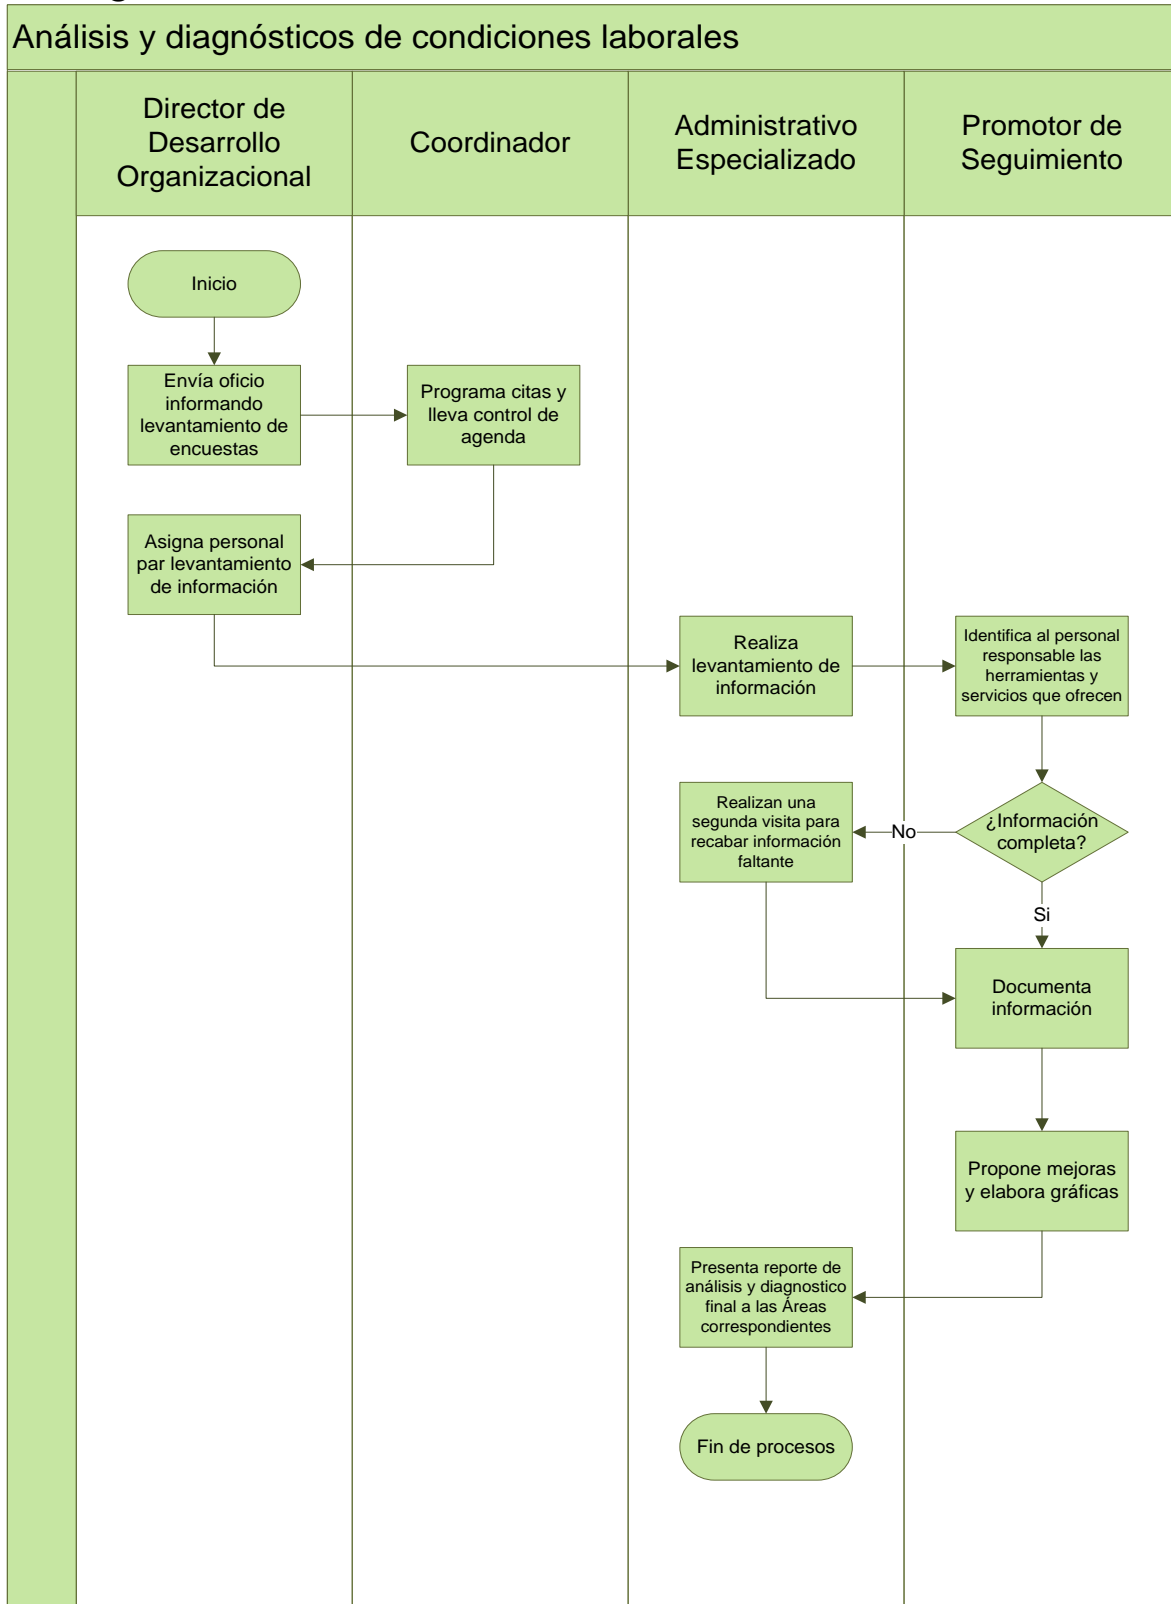 Análisis y diagnósticos de condiciones laborales
Director de
Desarrollo
Organizacional
Coordinador
Administrativo
Especializado
Promotor de
Seguimiento
Inicio
Envía oficio
informando
levantamiento de
encuestas
Programa citas y
lleva control de
agenda
Asigna personal
par levantamiento
de información
Realiza
levantamiento de
información
Identifica al personal
responsable las
herramientas y
servicios que ofrecen
¿Información
completa?
No
Realizan una
segunda visita para
recabar información
faltante
Si
Documenta
información
Propone mejoras
y elabora gráficas
Presenta reporte de
análisis y diagnostico
final a las Áreas
correspondientes
Fin de procesos